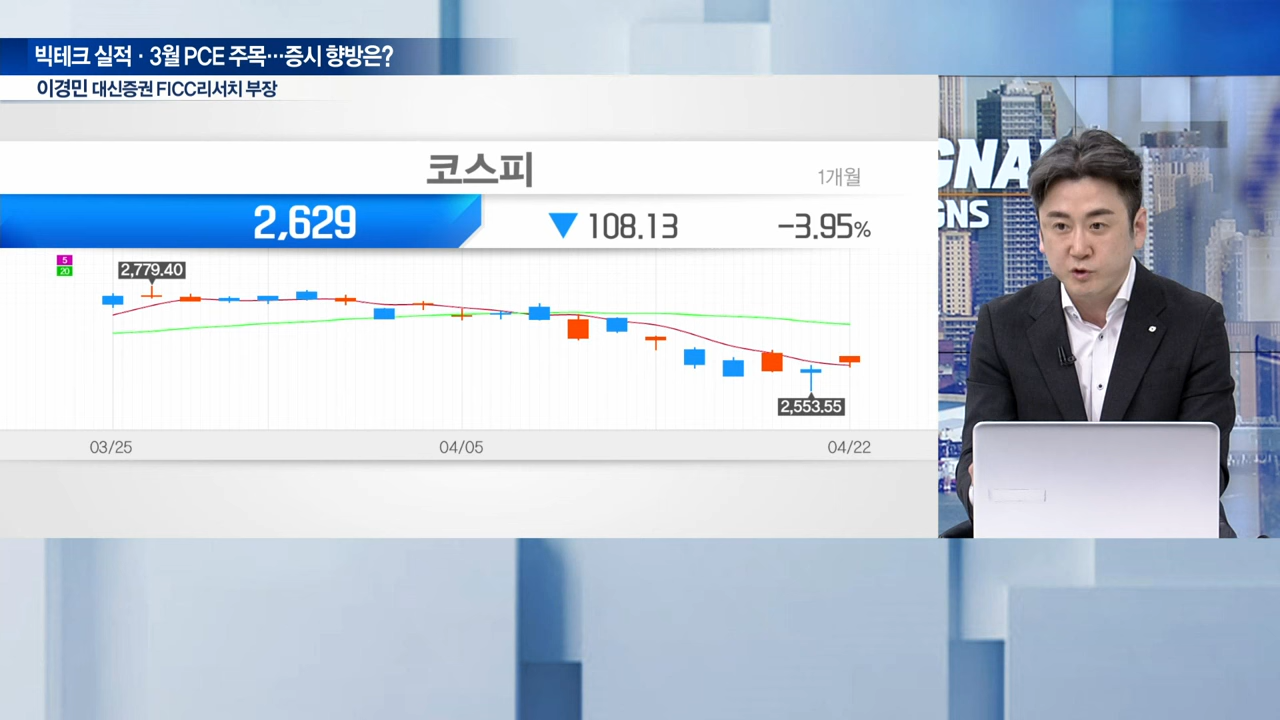 빅테크 실적 · 3월 PCE 주목…증시 향방은?
이경민 대신증권 FICC리서치 부장
코스피
1개월
2,629 ▼ 108.13 -3.95%
5
20
2,779.40
2,553.55
03/25 04/05 04/22
GNA
GNS